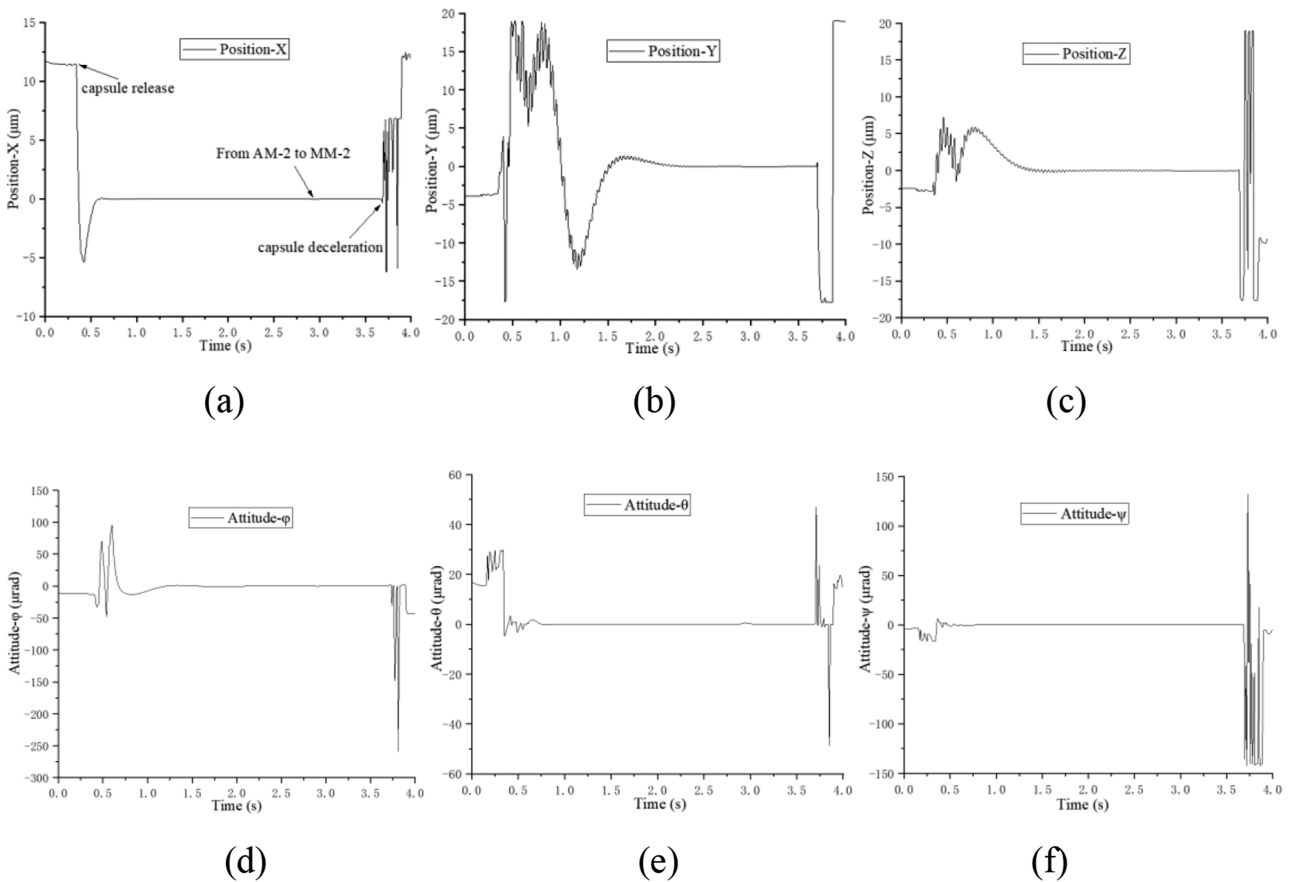 (a)
15
10
5
0
−5
−10
Position-X (μm)
Position-X
capsule release
From AM-2 to MM-2
capsule deceleration
0.0 0.5 1.0 1.5 2.0 2.5 3.0 3.5 4.0
Time (s)
(b)
20
15
10
5
0
−5
−10
−15
−20
Position-Y (μm)
Position-Y
0.0 0.5 1.0 1.5 2.0 2.5 3.0 3.5 4.0
Time (s)
(c)
20
15
10
5
0
−5
−10
−15
−20
Position-Z (μm)
Position-Z
0.0 0.5 1.0 1.5 2.0 2.5 3.0 3.5 4.0
Time (s)
(d)
150
100
50
0
−50
−100
−150
−200
−250
−300
Attitude-φ (μrad)
Attitude-φ
0.0 0.5 1.0 1.5 2.0 2.5 3.0 3.5 4.0
Time (s)
(e)
60
40
20
0
−20
−40
−60
Attitude-θ (μrad)
Attitude-θ
0.0 0.5 1.0 1.5 2.0 2.5 3.0 3.5 4.0
Time (s)
(f)
150
100
50
0
−50
−100
−150
Attitude-ψ (μrad)
Attitude-ψ
0.0 0.5 1.0 1.5 2.0 2.5 3.0 3.5 4.0
Time (s)